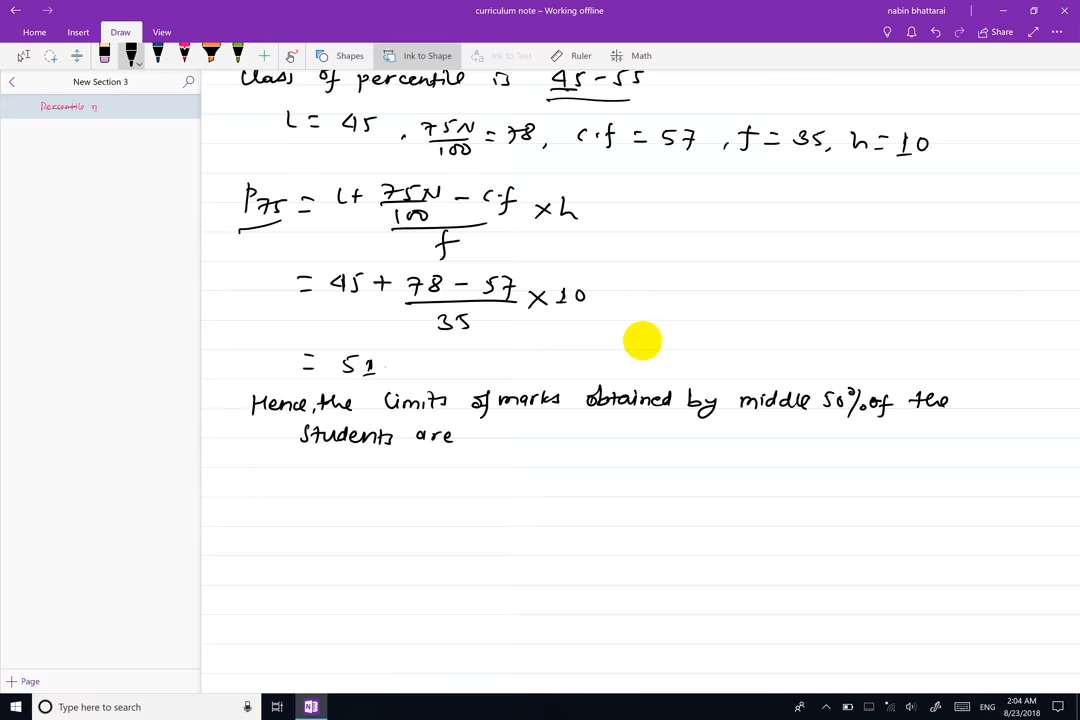 curriculum note – Working offline
nabin bhattarai
Home Insert Draw View
Share
Shapes Ink to Shape Ink to Text Ruler Math
New Section 3
Percentile
Class of percentile is 45-55
L = 45, 75N/100 = 78, c.f = 57, f = 35, h = 10
P75 = L + (75N/100 - c.f)/f × h
= 45 + (78 - 57)/35 × 10
= 51
Hence, the limits of marks obtained by middle 50% of the
students are
+ Page
Type here to search
ENG
2:04 AM
8/23/2018